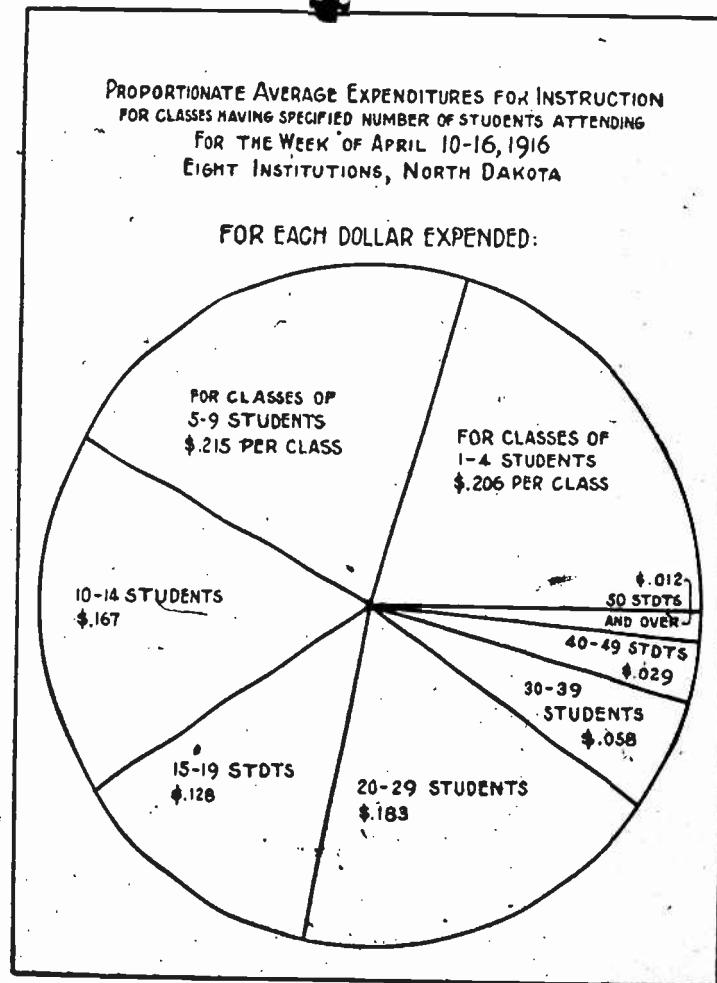 PROPORTIONATE AVERAGE EXPENDITURES FOR INSTRUCTION
FOR CLASSES HAVING SPECIFIED NUMBER OF STUDENTS ATTENDING
FOR THE WEEK OF APRIL 10-16, 1916
EIGHT INSTITUTIONS, NORTH DAKOTA
FOR EACH DOLLAR EXPENDED:
FOR CLASSES OF
5-9 STUDENTS
$.215 PER CLASS
FOR CLASSES OF
1-4 STUDENTS
$.206 PER CLASS
10-14 STUDENTS
$.167
$.012
50 STDTS
AND OVER
40-49 STDTS
$.029
30-39
STUDENTS
$.058
15-19 STDTS
$.128
20-29 STUDENTS
$.183